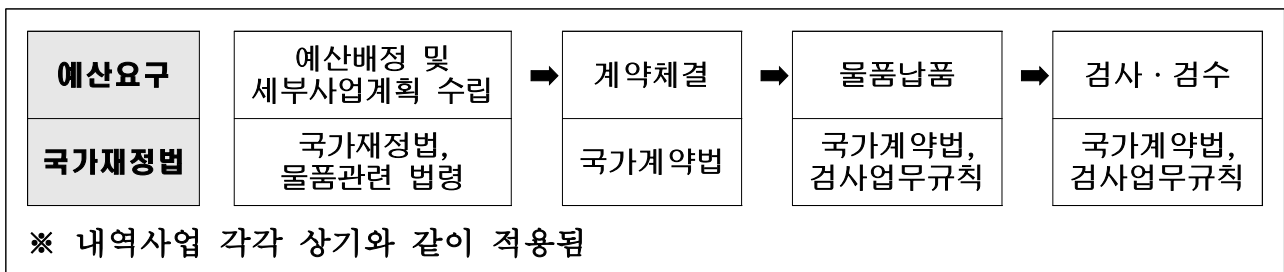 예산요구
예산배정 및
세부사업계획 수립
➡
계약체결
➡
물품납품
➡
검사 · 검수
국가재정법
국가재정법,
물품관련 법령
국가계약법
국가계약법,
검사업무규칙
국가계약법,
검사업무규칙
※ 내역사업 각각 상기와 같이 적용됨